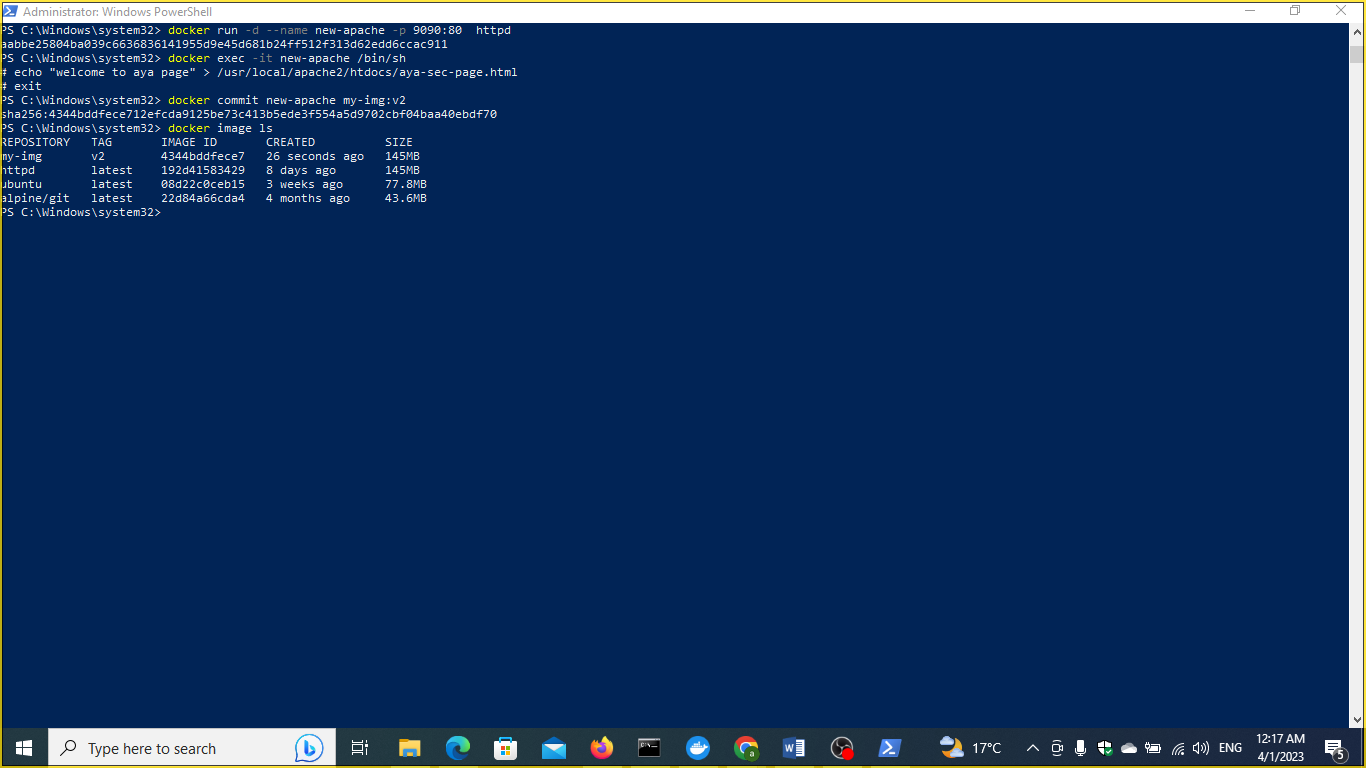 Administrator: Windows PowerShell
PS C:\Windows\system32> docker run -d --name new-apache -p 9090:80  httpd
aabbe25804ba039c6636836141955d9e45d681b24ff512f313d62edd6ccac911
PS C:\Windows\system32> docker exec -it new-apache /bin/sh
# echo "welcome to aya page" > /usr/local/apache2/htdocs/aya-sec-page.html
# exit
PS C:\Windows\system32> docker commit new-apache my-img:v2
sha256:4344bddfece712efcda9125be73c413b5ede3f554a5d9702cbf04baa40ebdf70
PS C:\Windows\system32> docker image ls
REPOSITORY   TAG       IMAGE ID       CREATED          SIZE
my-img       v2        4344bddfece7   26 seconds ago   145MB
httpd        latest    192d41583429   8 days ago       145MB
ubuntu       latest    08d22c0ceb15   3 weeks ago      77.8MB
alpine/git   latest    22d84a66cda4   4 months ago     43.6MB
PS C:\Windows\system32>
Type here to search
17°C
ENG
12:17 AM
4/1/2023
5